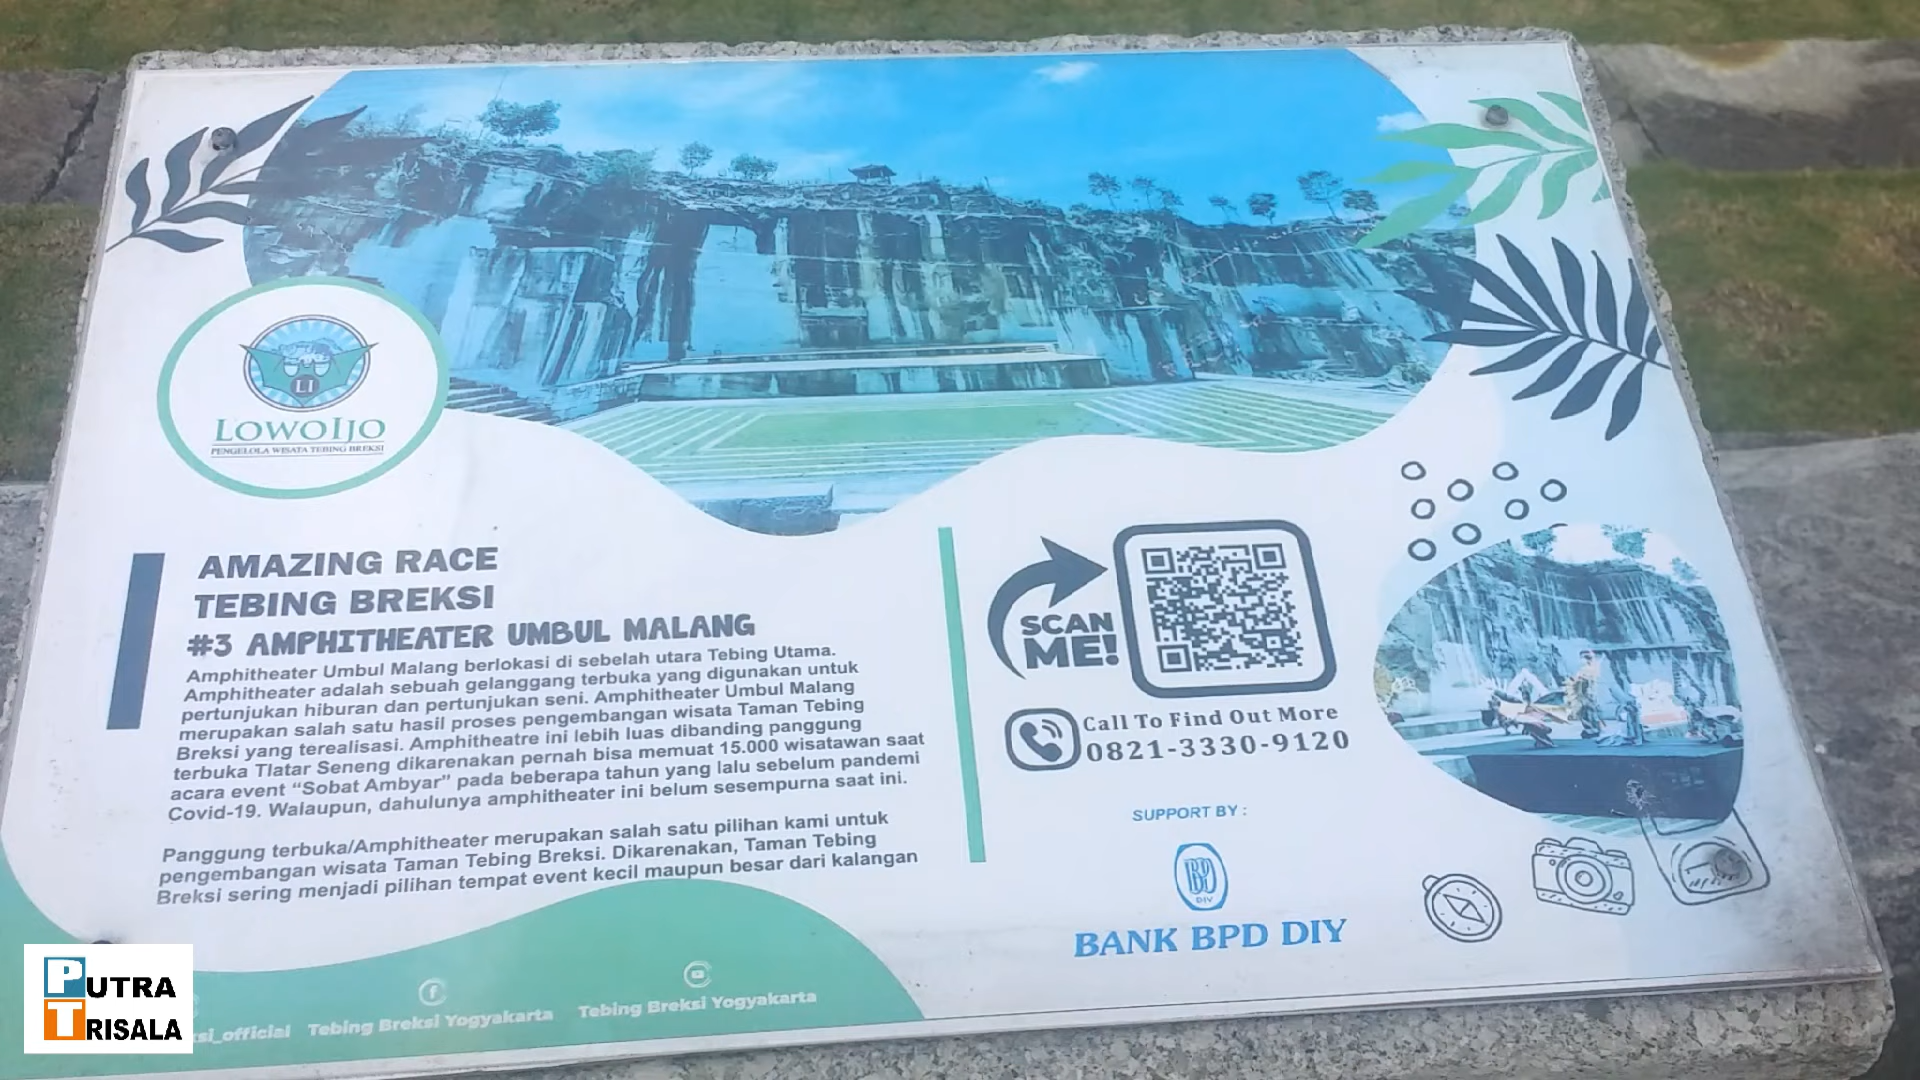 LI
LOWOIJO
PENGELOLA WISATA TEBING BREKSI
AMAZING RACE
TEBING BREKSI
#3 AMPHITHEATER UMBUL MALANG
Amphitheater Umbul Malang berlokasi di sebelah utara Tebing Utama.
Amphitheater adalah sebuah gelanggang terbuka yang digunakan untuk
pertunjukan hiburan dan pertunjukan seni. Amphitheater Umbul Malang
merupakan salah satu hasil proses pengembangan wisata Taman Tebing
Breksi yang terealisasi. Amphitheatre ini lebih luas dibanding panggung
terbuka Tlatar Seneng dikarenakan pernah bisa memuat 15.000 wisatawan saat
acara event “Sobat Ambyar” pada beberapa tahun yang lalu sebelum pandemi
Covid-19. Walaupun, dahulunya amphitheater ini belum sesempurna saat ini.
Panggung terbuka/Amphitheater merupakan salah satu pilihan kami untuk
pengembangan wisata Taman Tebing Breksi. Dikarenakan, Taman Tebing
Breksi sering menjadi pilihan tempat event kecil maupun besar dari kalangan
SCAN
ME!
Call To Find Out More
0821-3330-9120
SUPPORT BY :
BPD
DIY
BANK BPD DIY
si_official
Tebing Breksi Yogyakarta
Tebing Breksi Yogyakarta
PUTRA
TRISALA